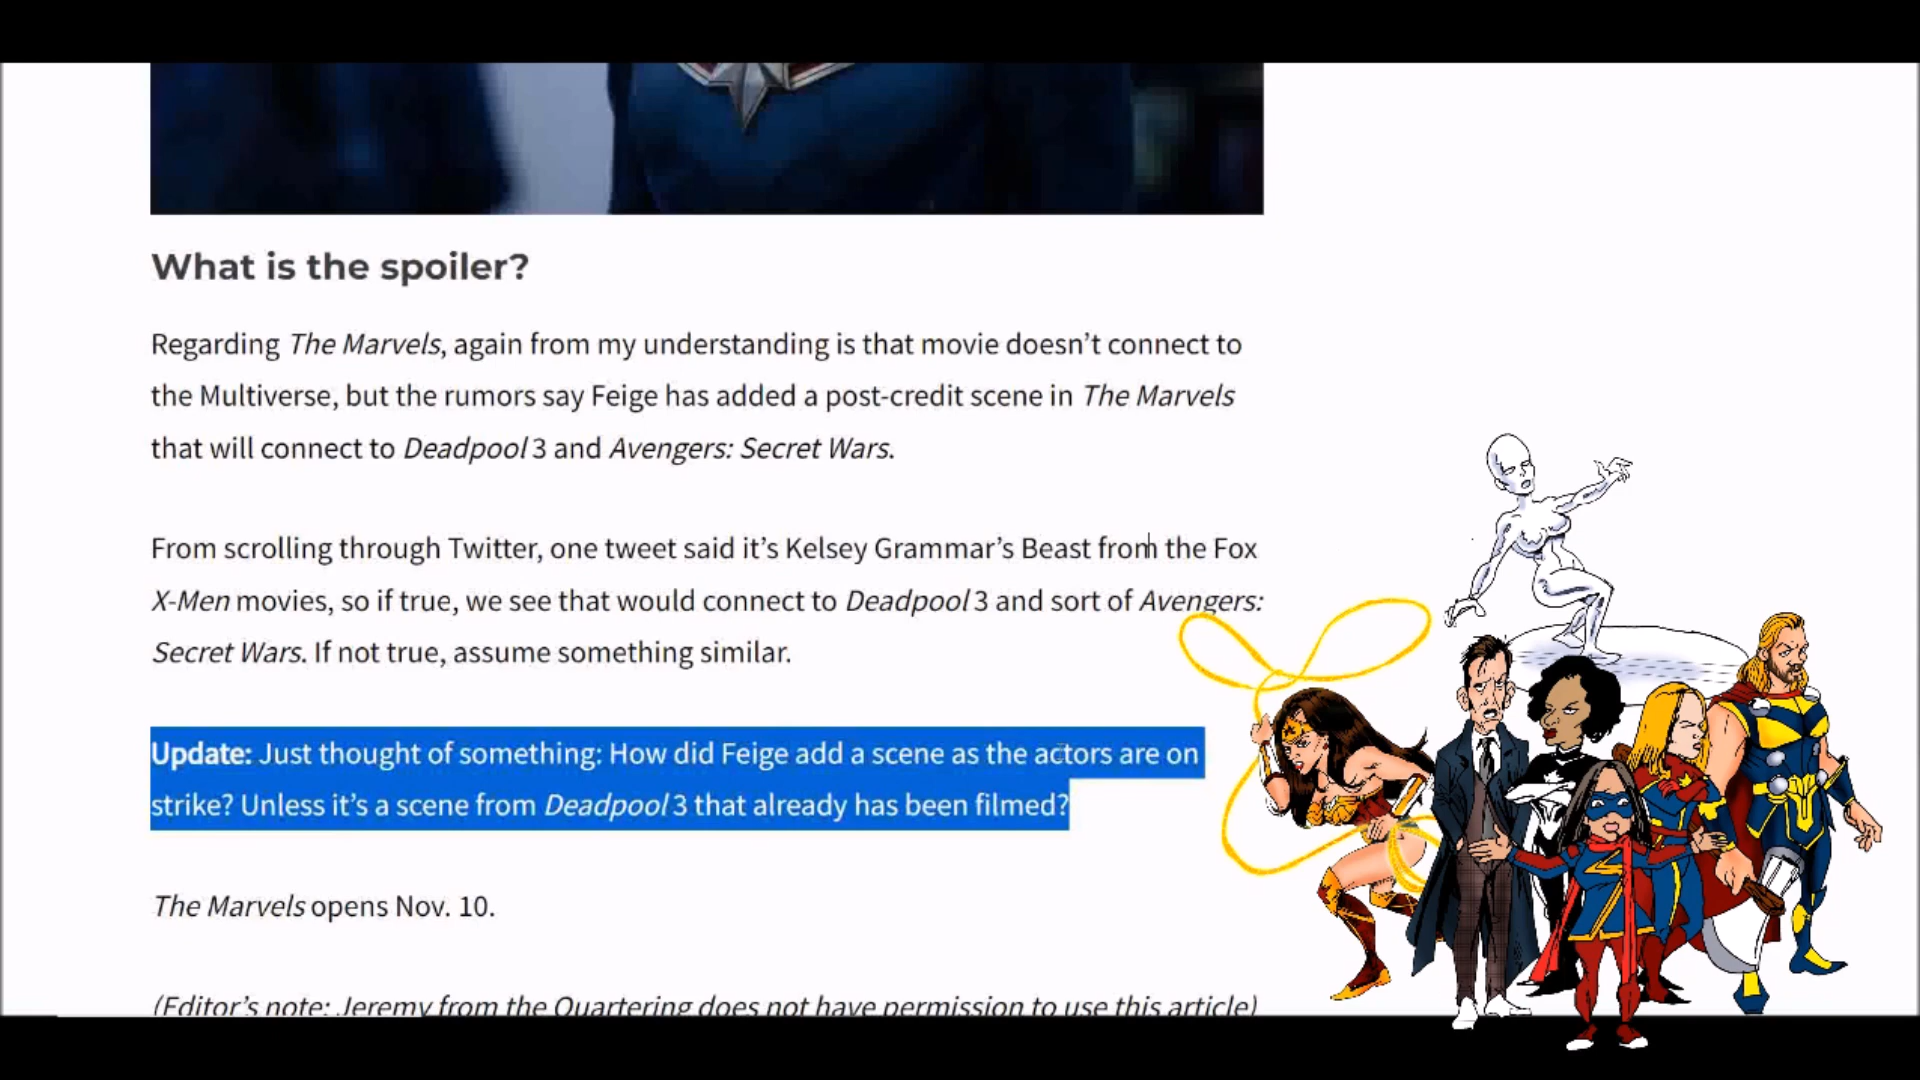 What is the spoiler?
Regarding The Marvels, again from my understanding is that movie doesn’t connect to
the Multiverse, but the rumors say Feige has added a post-credit scene in The Marvels
that will connect to Deadpool 3 and Avengers: Secret Wars.
From scrolling through Twitter, one tweet said it’s Kelsey Grammar’s Beast from the Fox
X-Men movies, so if true, we see that would connect to Deadpool 3 and sort of Avengers:
Secret Wars. If not true, assume something similar.
Update: Just thought of something: How did Feige add a scene as the actors are on
strike? Unless it’s a scene from Deadpool 3 that already has been filmed?
The Marvels opens Nov. 10.
(Editor’s note: Jeremy from the Quartering does not have permission to use this article)